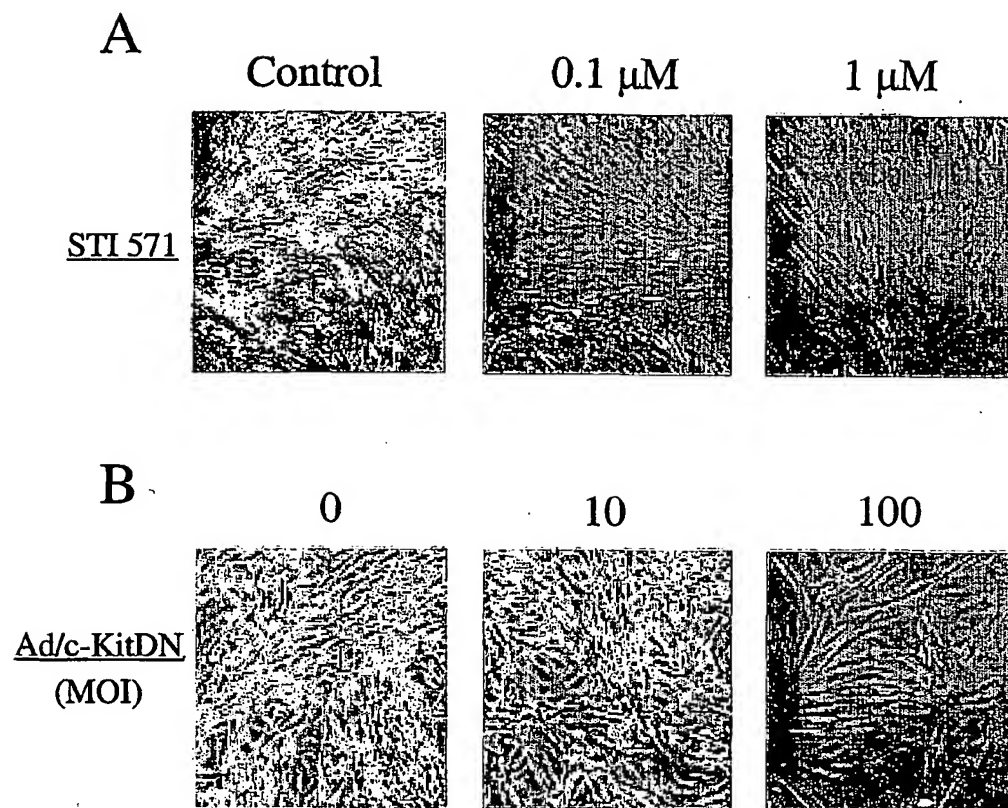 A
Control 0.1 μM 1 μM
STI 571
B
0 10 100
Ad/c-KitDN
(MOI)